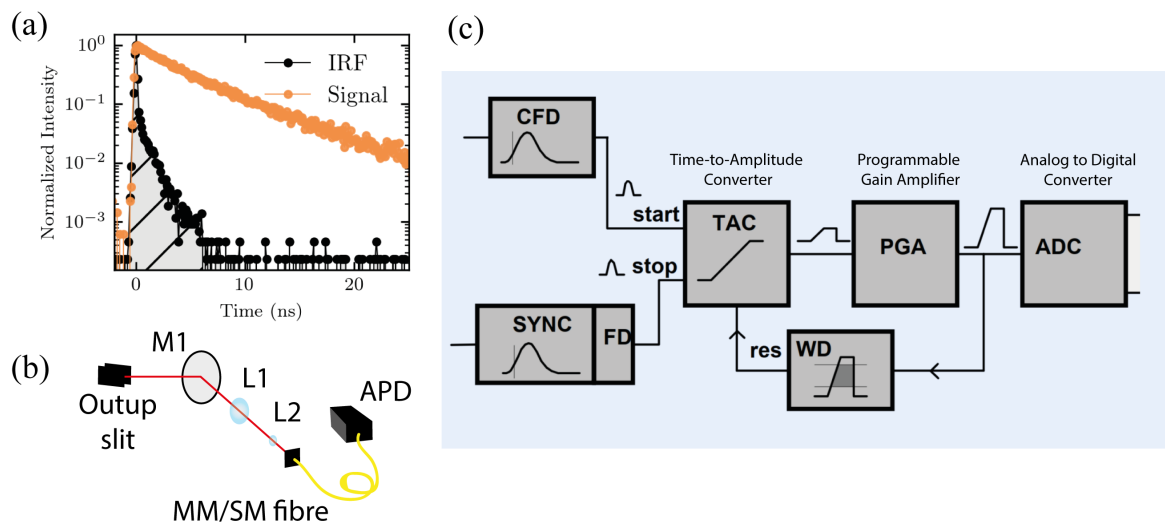 (a)
10⁰
10⁻¹
10⁻²
10⁻³
Normalized Intensity
IRF
Signal
0
10
20
Time (ns)
(b)
M1
L1
L2
APD
Outup
slit
MM/SM fibre
(c)
CFD
start
stop
SYNC
FD
Time-to-Amplitude
Converter
TAC
Programmable
Gain Amplifier
PGA
Analog to Digital
Converter
ADC
res
WD